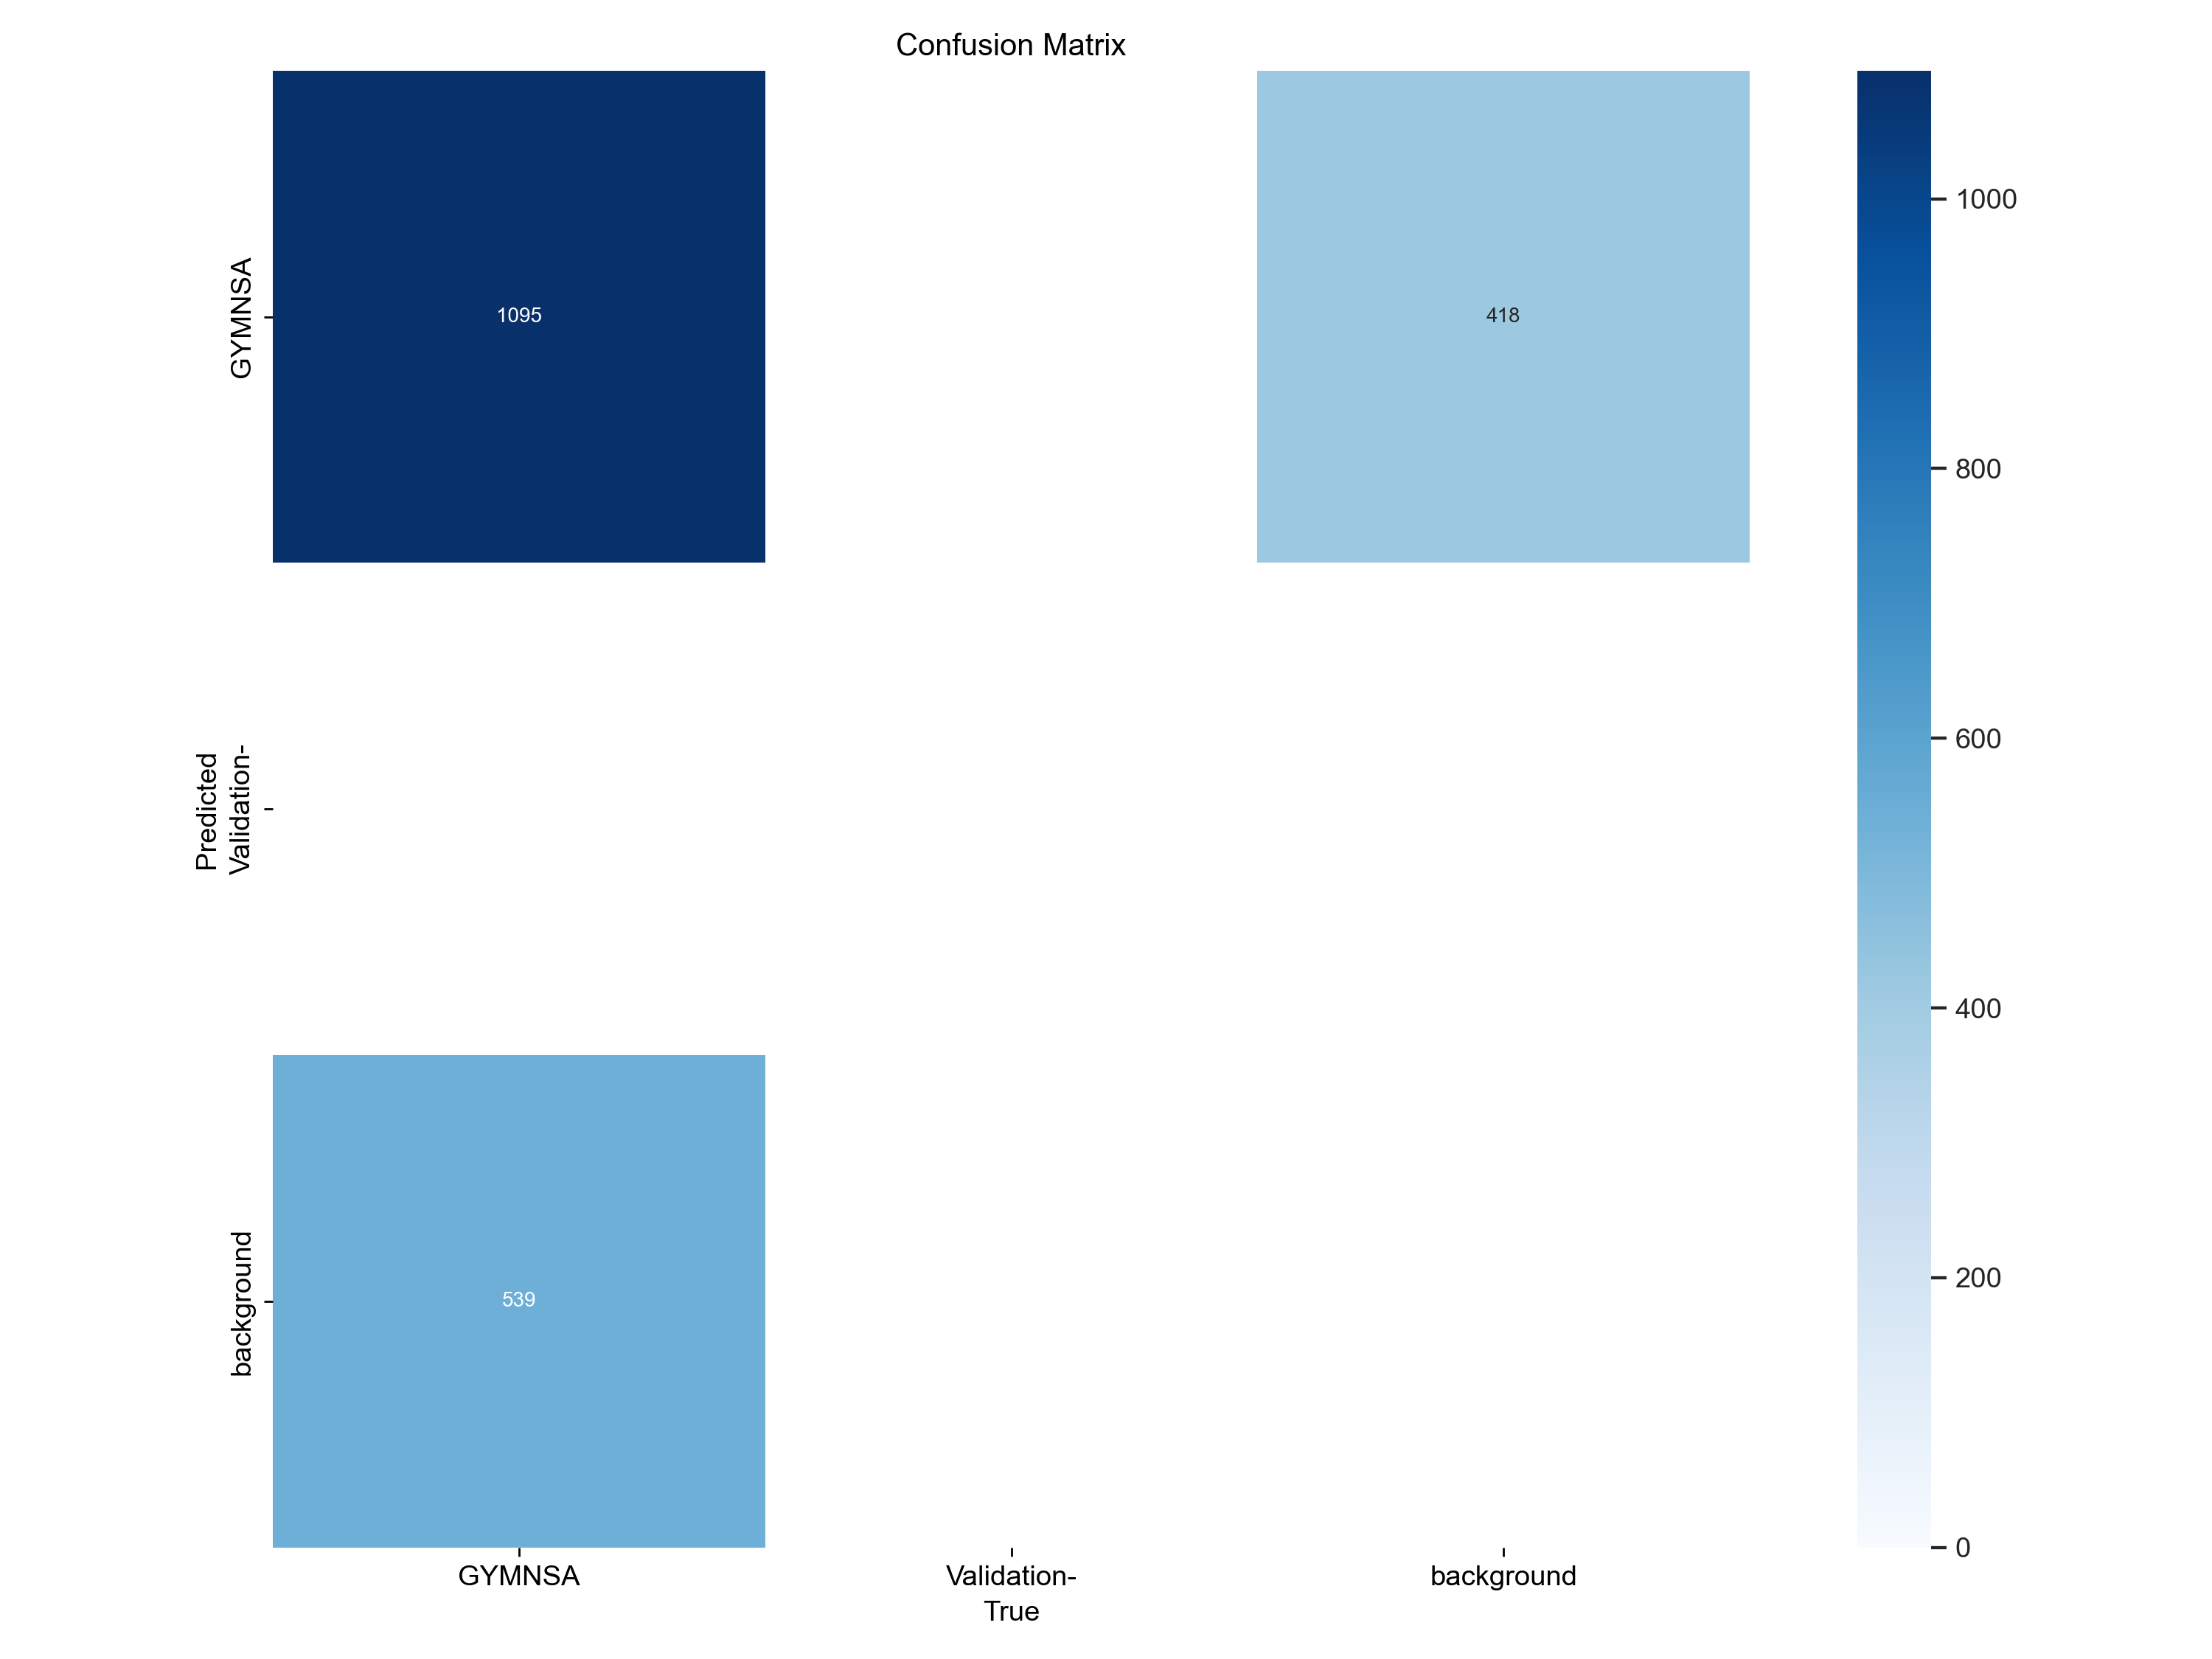 Confusion Matrix
GYMNSA
1095
418
Predicted
Validation-
background
539
GYMNSA
Validation-
background
True
1000
800
600
400
200
0